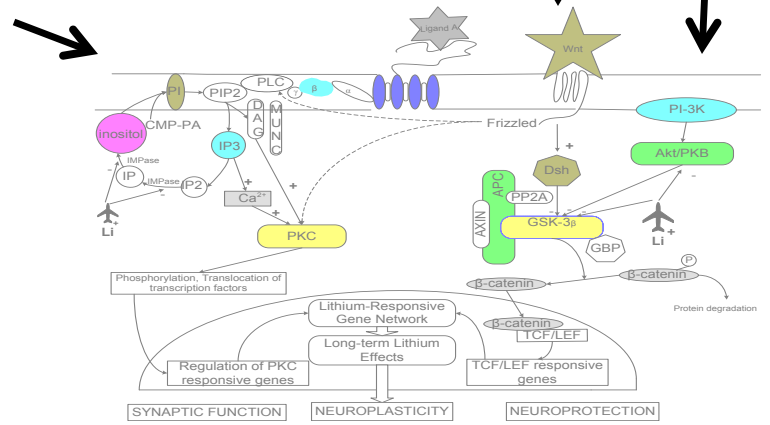 Ligand A
Wnt
PLC
γ
β
α
PI
PIP2
PI-3K
CMP-PA
inositol
DAG
MUNC
Frizzled
+
IP3
Akt/PKB
IMPase
-
IP
IMPase
-
IP2
+
+
Dsh
-
Li+
Ca2+
+
APC
PP2A
AXIN
- - -
GSK-3β
Li+
PKC
GBP
P
β-catenin
β-catenin
Phosphorylation, Translocation of
transcription factors
Protein degradation
Lithium-Responsive
Gene Network
β-catenin
TCF/LEF
Long-term Lithium
Effects
Regulation of PKC
responsive genes
TCF/LEF responsive
genes
SYNAPTIC FUNCTION
NEUROPLASTICITY
NEUROPROTECTION